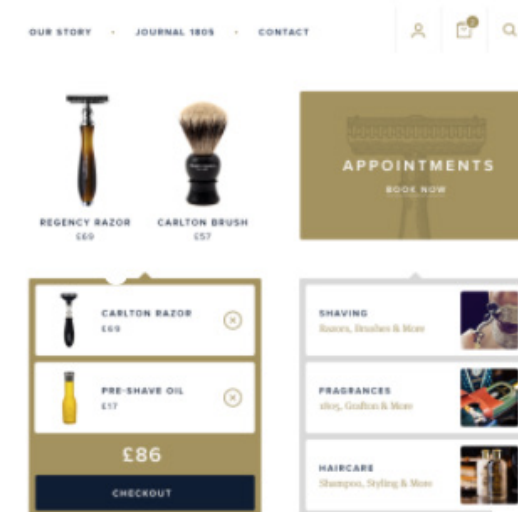 OUR STORY · JOURNAL 1805 · CONTACT
2
REGENCY RAZOR
£69
CARLTON BRUSH
£57
APPOINTMENTS
BOOK NOW
CARLTON RAZOR
£69
PRE-SHAVE OIL
£17
£86
CHECKOUT
SHAVING
Razors, Brushes & More
FRAGRANCES
1805, Grafton & More
HAIRCARE
Shampoo, Styling & More